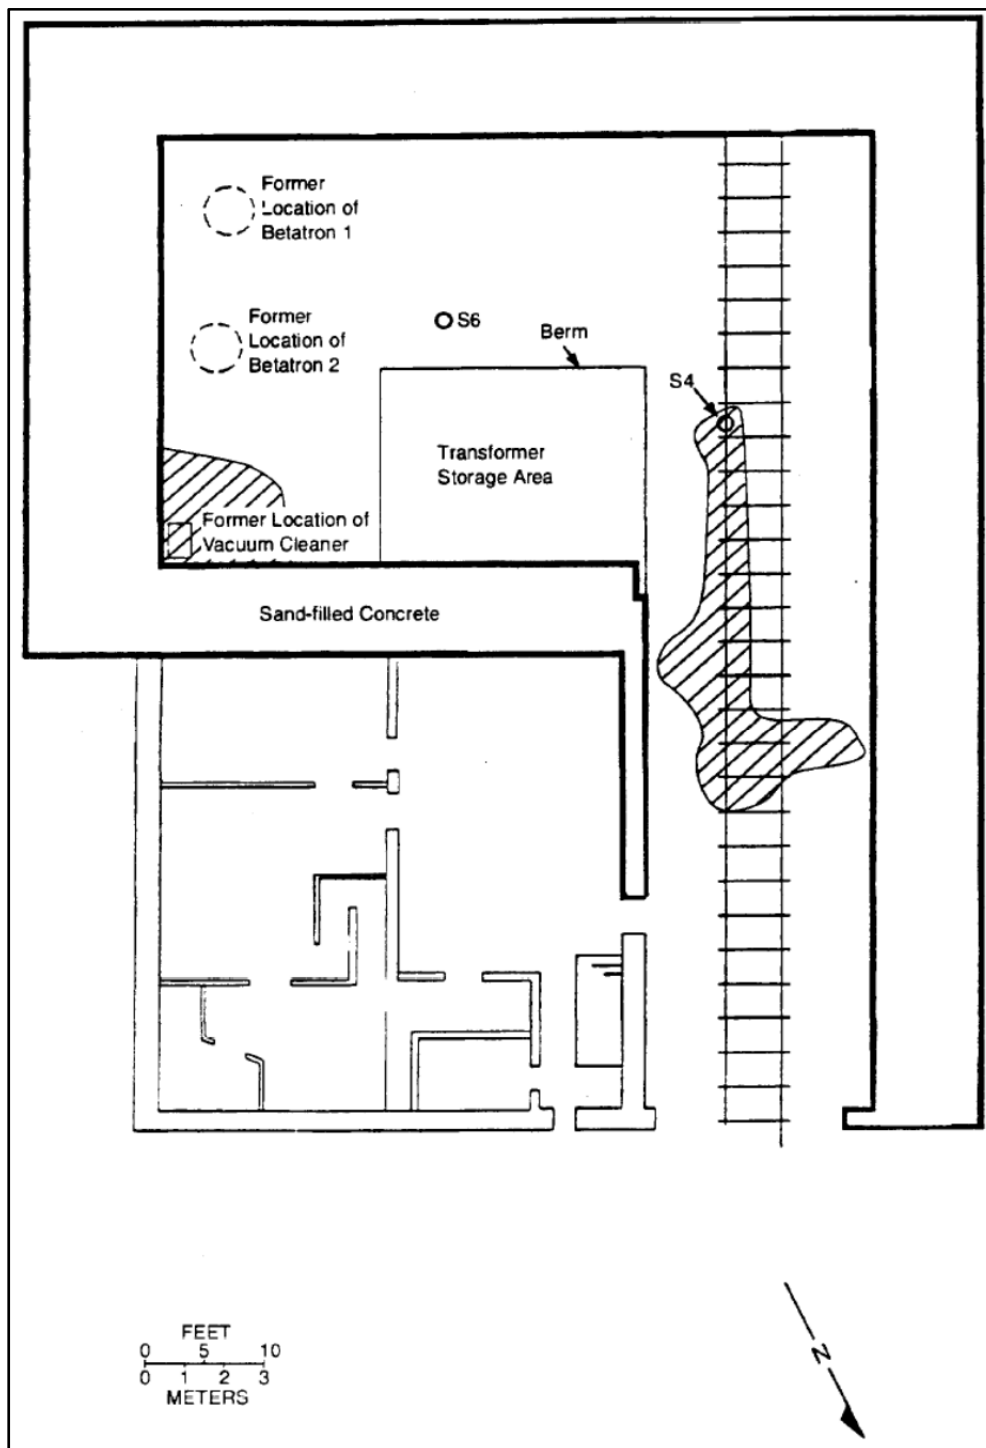 Former
Location of
Betatron 1
Former
Location of
Betatron 2
S6
Berm
S4
Transformer
Storage Area
Former Location of
Vacuum Cleaner
Sand-filled Concrete
FEET
0 5 10
0 1 2 3
METERS
N